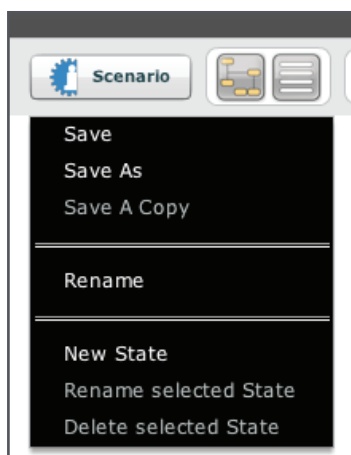 Scenario
Save
Save As
Save A Copy
Rename
New State
Rename selected State
Delete selected State